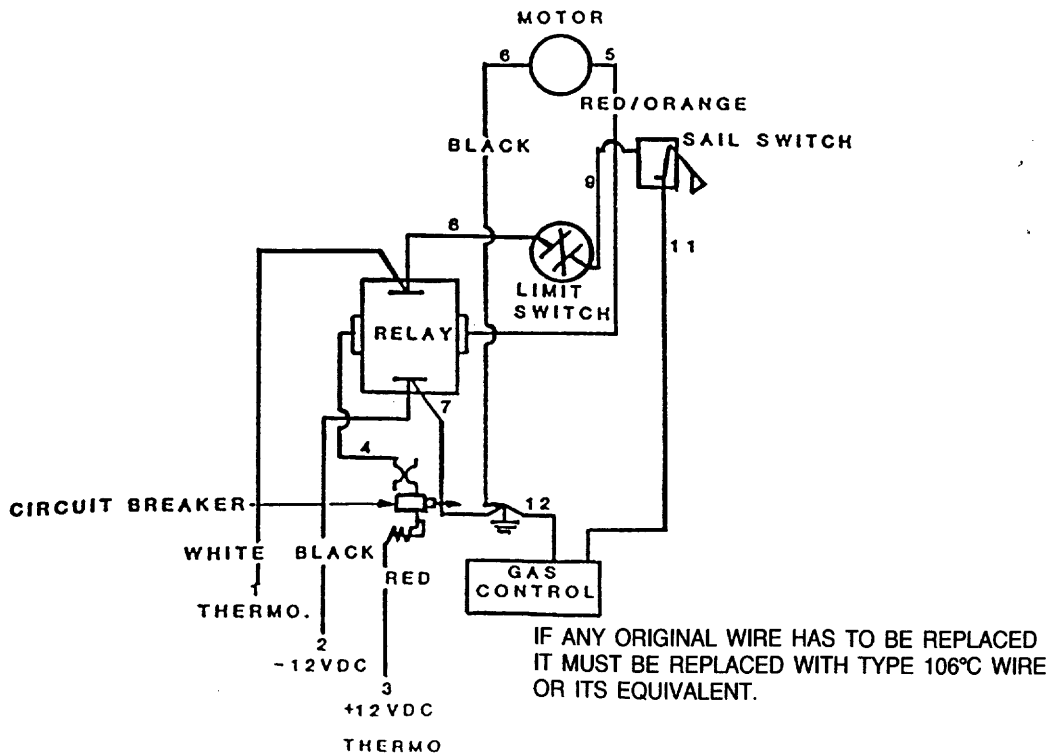 MOTOR
6
5
RED/ORANGE
BLACK
SAIL SWITCH
9
8
11
LIMIT
SWITCH
RELAY
7
4
CIRCUIT BREAKER
12
WHITE
BLACK
RED
GAS
CONTROL
1
THERMO.
2
-12VDC
3
+12VDC
THERMO
IF ANY ORIGINAL WIRE HAS TO BE REPLACED
IT MUST BE REPLACED WITH TYPE 106°C WIRE
OR ITS EQUIVALENT.